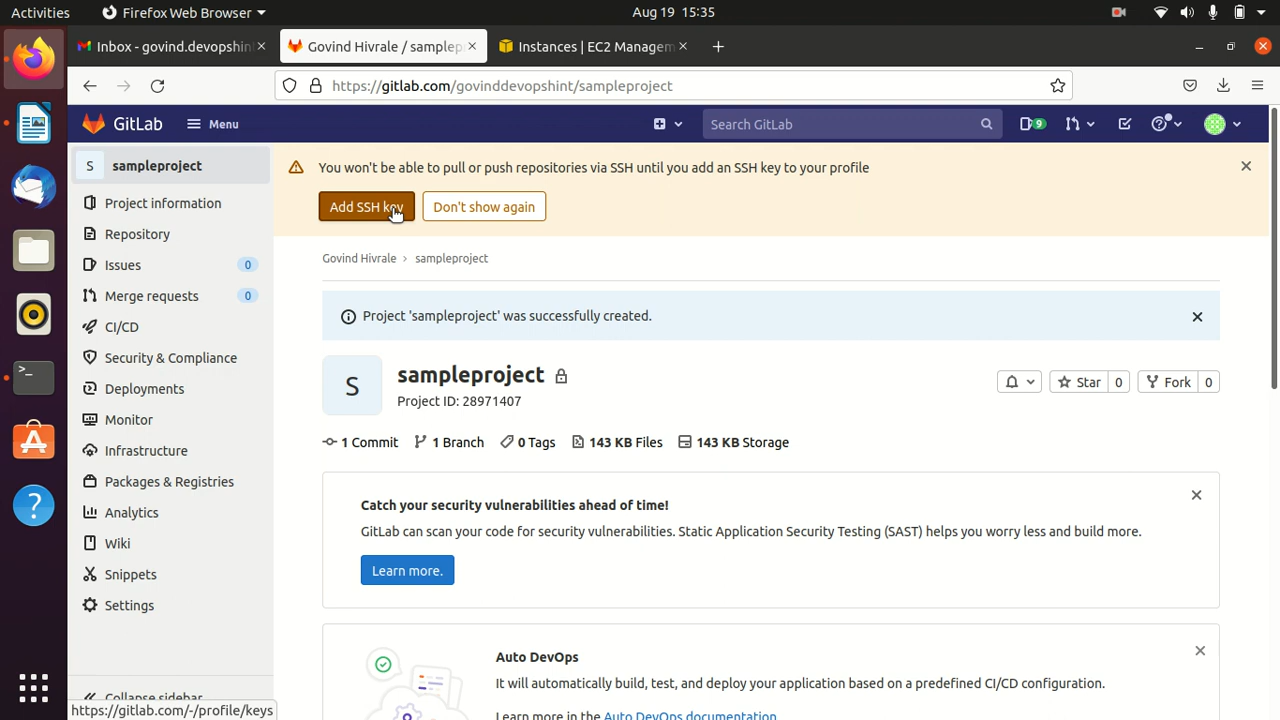 Activities
Firefox Web Browser
Aug 19 15:35
Inbox - govind.devopshin
Govind Hivrale / samplep
Instances | EC2 Managem
https://gitlab.com/govinddevopshint/sampleproject
GitLab
Menu
Search GitLab
9
S sampleproject
Project information
Repository
Issues 0
Merge requests 0
CI/CD
Security & Compliance
Deployments
Monitor
Infrastructure
Packages & Registries
Analytics
Wiki
Snippets
Settings
Collapse sidebar
https://gitlab.com/-/profile/keys
You won't be able to pull or push repositories via SSH until you add an SSH key to your profile
Add SSH key
Don't show again
Govind Hivrale › sampleproject
Project 'sampleproject' was successfully created.
S
sampleproject
Project ID: 28971407
Star 0
Fork 0
1 Commit 1 Branch 0 Tags 143 KB Files 143 KB Storage
Catch your security vulnerabilities ahead of time!
GitLab can scan your code for security vulnerabilities. Static Application Security Testing (SAST) helps you worry less and build more.
Learn more.
Auto DevOps
It will automatically build, test, and deploy your application based on a predefined CI/CD configuration.
Learn more in the Auto DevOps documentation